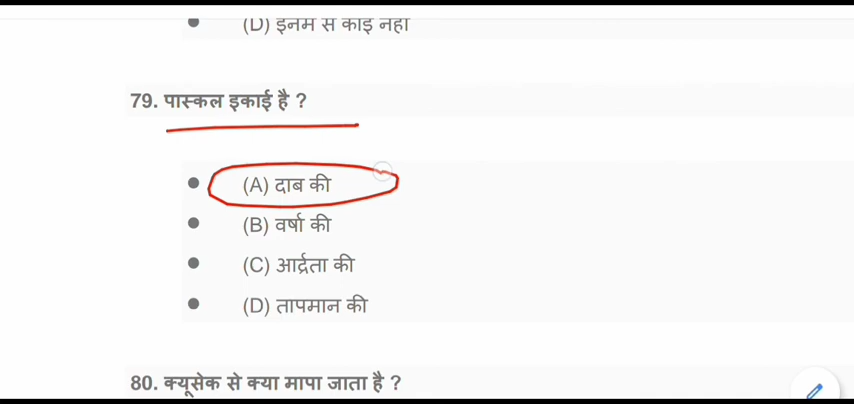 (D) इनमें से कोई नहीं
79. पास्कल इकाई है ?
(A) दाब की
(B) वर्षा की
(C) आर्द्रता की
(D) तापमान की
80. क्यूसेक से क्या मापा जाता है ?